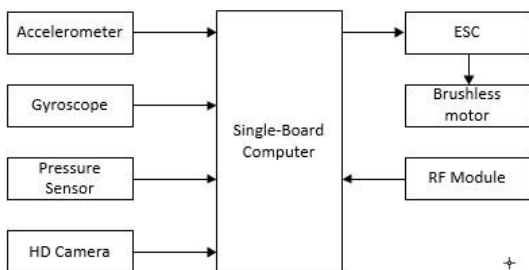 Accelerometer
ESC
Gyroscope
Brushless
motor
Single-Board
Computer
Pressure
Sensor
RF Module
HD Camera